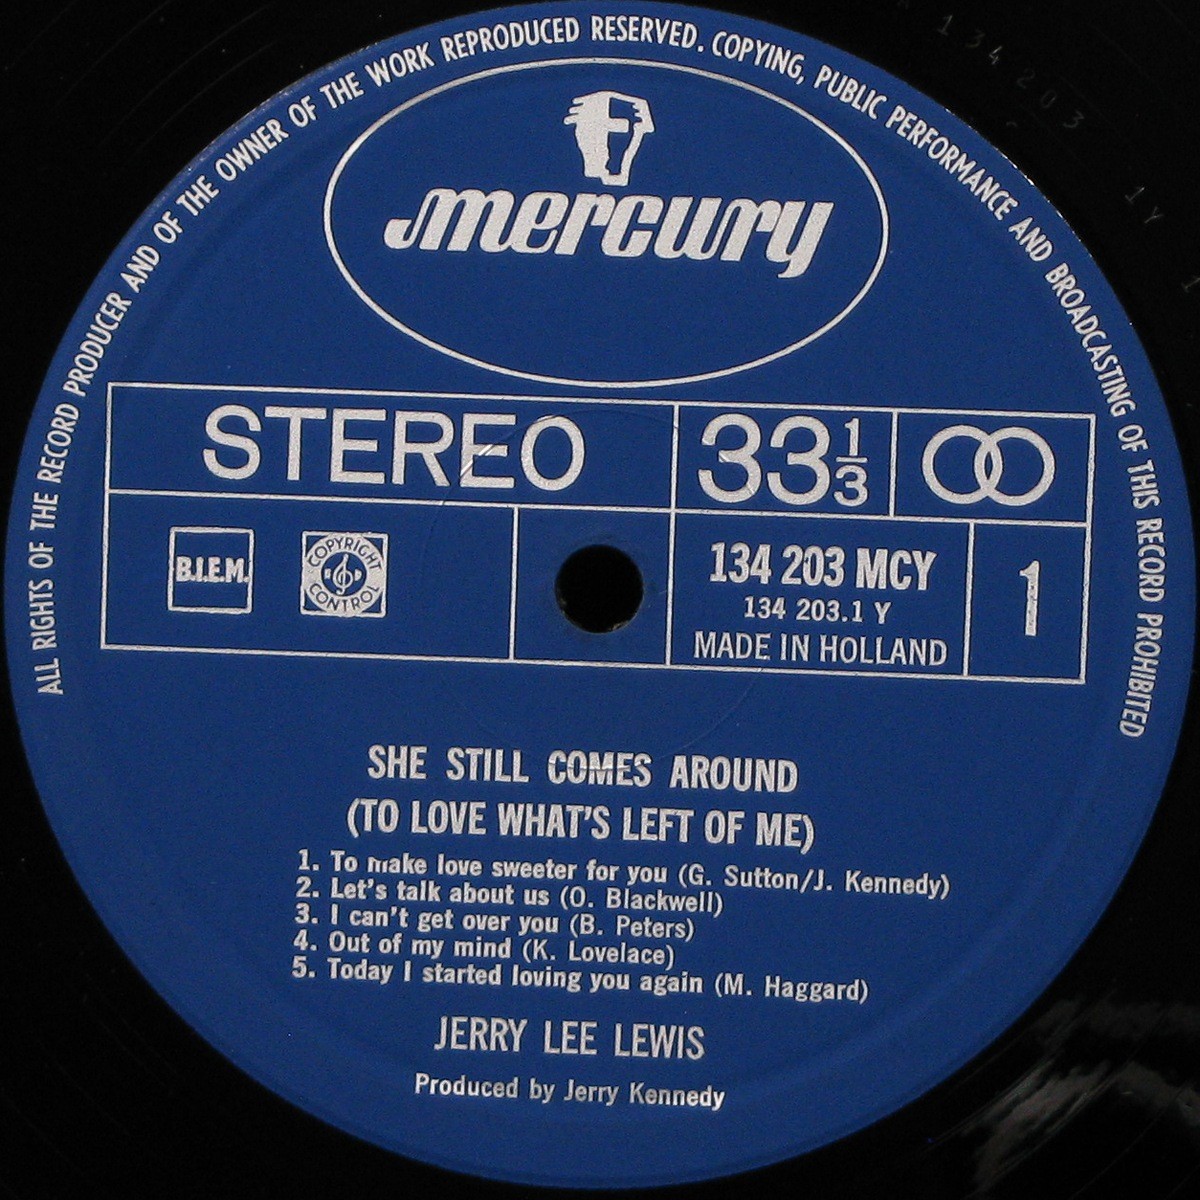 ALL RIGHTS OF THE RECORD PRODUCER AND OF THE OWNER OF THE WORK REPRODUCED RESERVED. COPYING, PUBLIC PERFORMANCE AND BROADCASTING OF THIS RECORD PROHIBITED
134203
1Y
mercury
STEREO
33 1/3
B.I.E.M.
COPYRIGHT CONTROL
134 203 MCY
134 203.1 Y
MADE IN HOLLAND
1
SHE STILL COMES AROUND
(TO LOVE WHAT'S LEFT OF ME)
1. To make love sweeter for you (G. Sutton/J. Kennedy)
2. Let's talk about us (O. Blackwell)
3. I can't get over you (B. Peters)
4. Out of my mind (K. Lovelace)
5. Today I started loving you again (M. Haggard)
JERRY LEE LEWIS
Produced by Jerry Kennedy